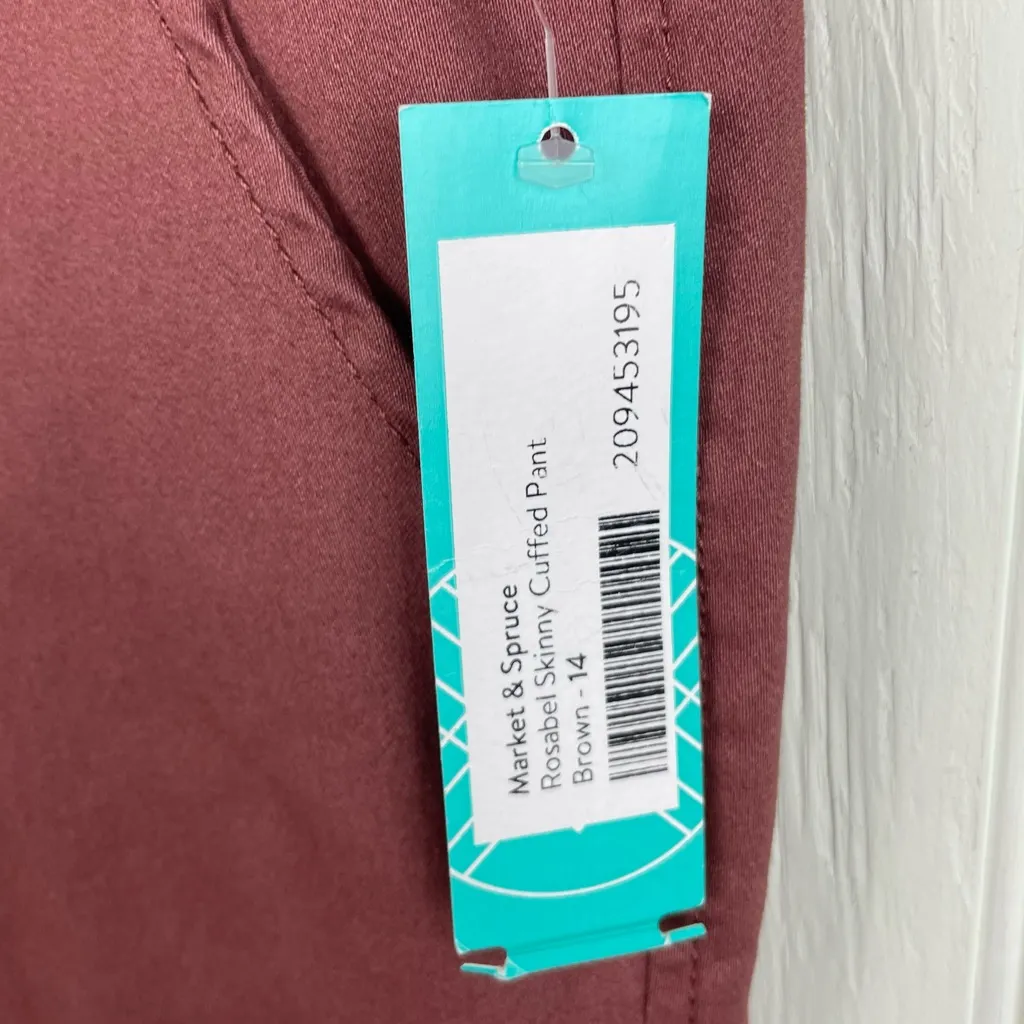 Market & Spruce
Rosabel Skinny Cuffed Pant
Brown - 14
209453195